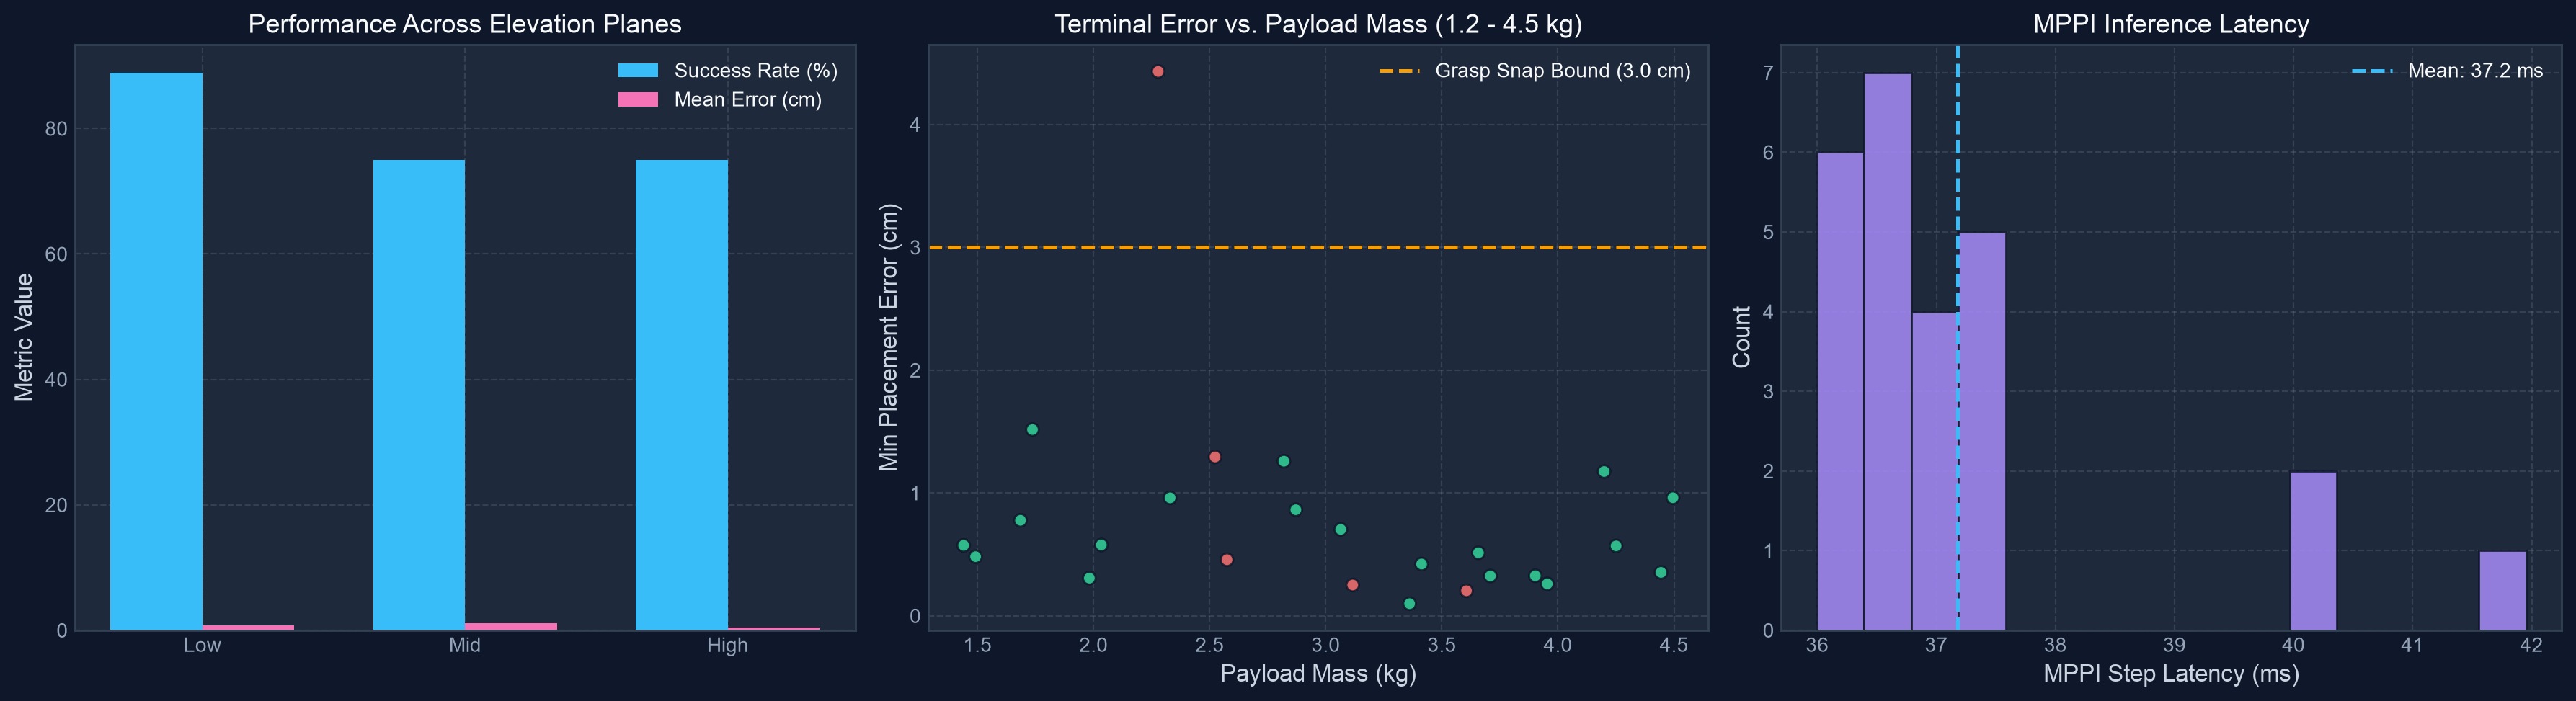 Performance Across Elevation Planes
Success Rate (%)
Mean Error (cm)
Metric Value
80
60
40
20
0
Low
Mid
High
Terminal Error vs. Payload Mass (1.2 - 4.5 kg)
Grasp Snap Bound (3.0 cm)
Min Placement Error (cm)
4
3
2
1
0
1.5
2.0
2.5
3.0
3.5
4.0
4.5
Payload Mass (kg)
MPPI Inference Latency
Mean: 37.2 ms
Count
7
6
5
4
3
2
1
0
36
37
38
39
40
41
42
MPPI Step Latency (ms)